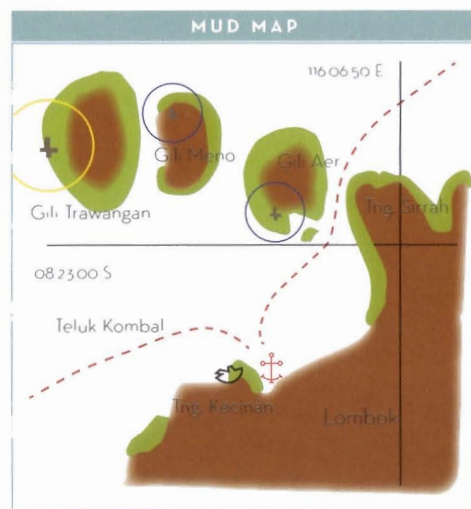 MUD MAP
116 06 50 E
Gili Meno
Gili Aer
Gili Trawangan
Tng. Sirrah
08 23 00 S
Teluk Kombal
Tng. Kecinan
Lombok